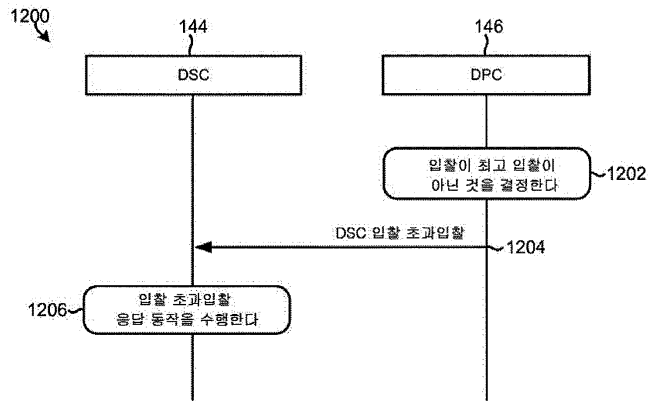 1200
144
146
DSC
DPC
입찰이 최고 입찰이
아닌 것을 결정한다
1202
DSC 입찰 초과입찰
1204
입찰 초과입찰
응답 동작을 수행한다
1206